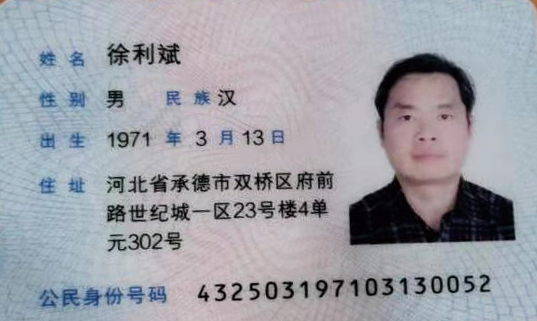 姓名 徐利斌
性别 男 民族 汉
出生 1971 年 3 月 13 日
住址 河北省承德市双桥区府前
路世纪城一区23号楼4单
元302号
公民身份号码 432503197103130052